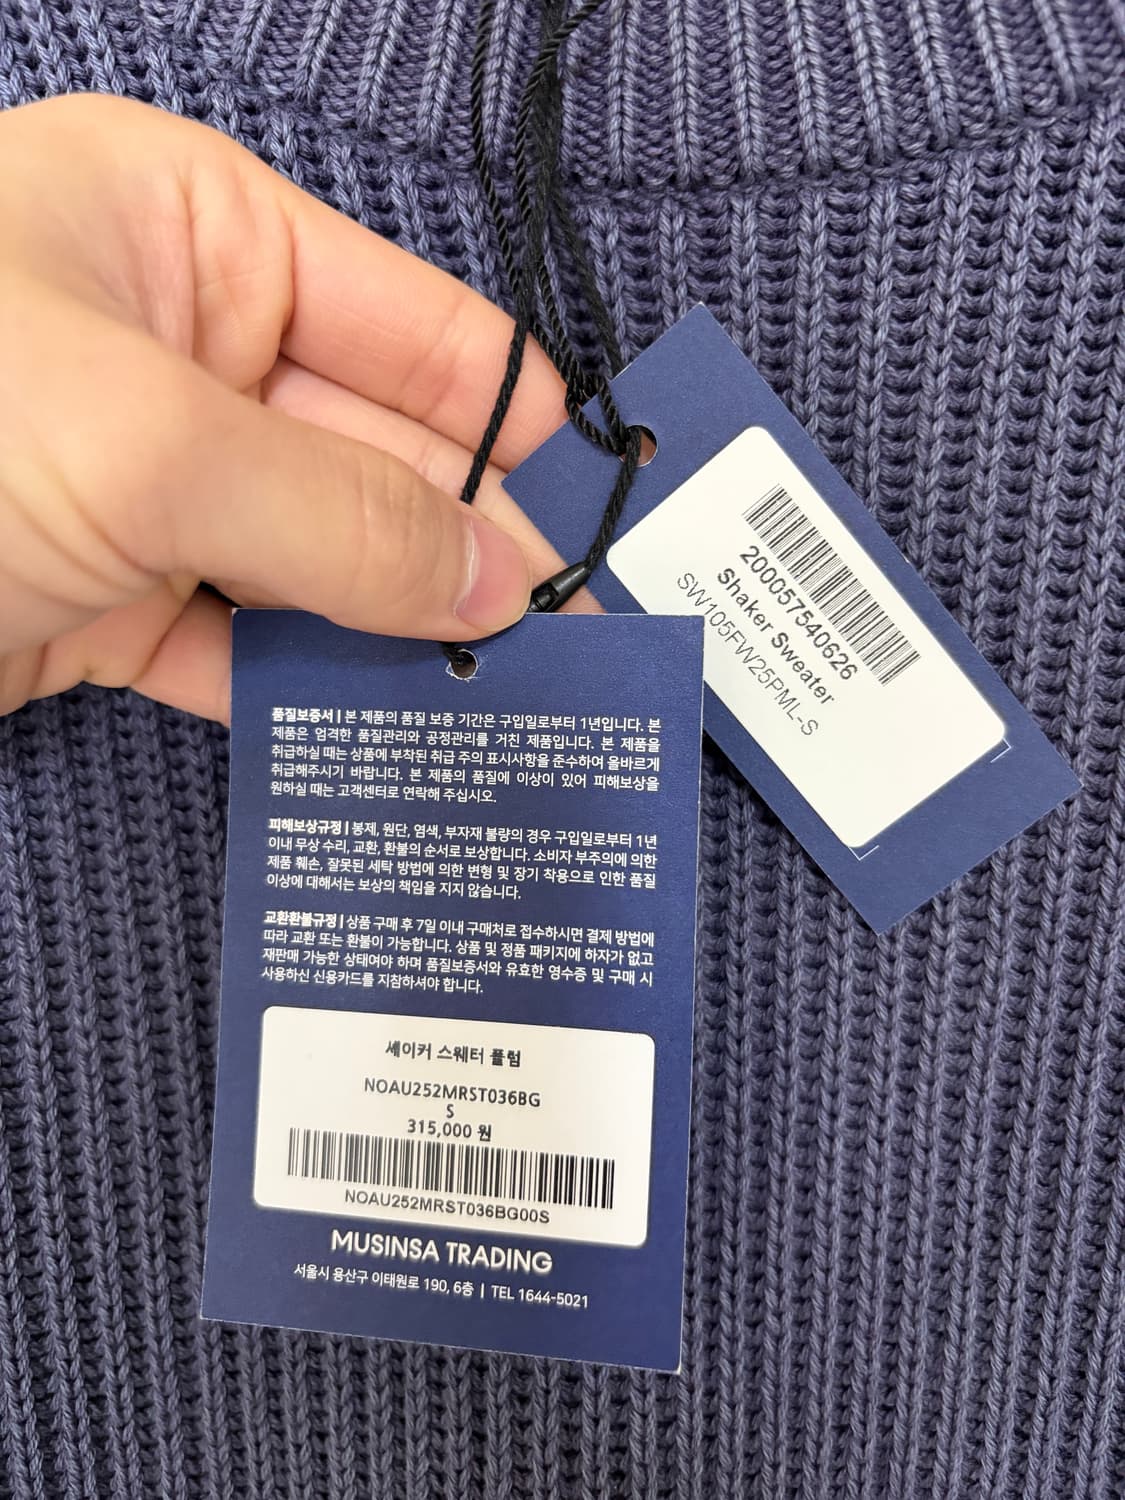 200057540626
Shaker Sweater
SW105FW25PML-S
품질보증서 | 본 제품의 품질 보증 기간은 구입일로부터 1년입니다. 본
제품은 엄격한 품질관리와 공정관리를 거친 제품입니다. 본 제품을
취급하실 때는 상품에 부착된 취급 주의 표시사항을 준수하여 올바르게
취급해주시기 바랍니다. 본 제품의 품질에 이상이 있어 피해보상을
원하실 때는 고객센터로 연락해 주십시오.
피해보상규정 | 봉제, 원단, 염색, 부자재 불량의 경우 구입일로부터 1년
이내 무상 수리, 교환, 환불의 순서로 보상합니다. 소비자 부주의에 의한
제품 훼손, 잘못된 세탁 방법에 의한 변형 및 장기 착용으로 인한 품질
이상에 대해서는 보상의 책임을 지지 않습니다.
교환환불규정 | 상품 구매 후 7일 이내 구매처로 접수하시면 결제 방법에
따라 교환 또는 환불이 가능합니다. 상품 및 정품 패키지에 하자가 없고
재판매 가능한 상태여야 하며 품질보증서와 유효한 영수증 및 구매 시
사용하신 신용카드를 지참하셔야 합니다.
셰이커 스웨터 플럼
NOAU252MRST036BG
S
315,000 원
NOAU252MRST036BG00S
MUSINSA TRADING
서울시 용산구 이태원로 190, 6층 | TEL 1644-5021